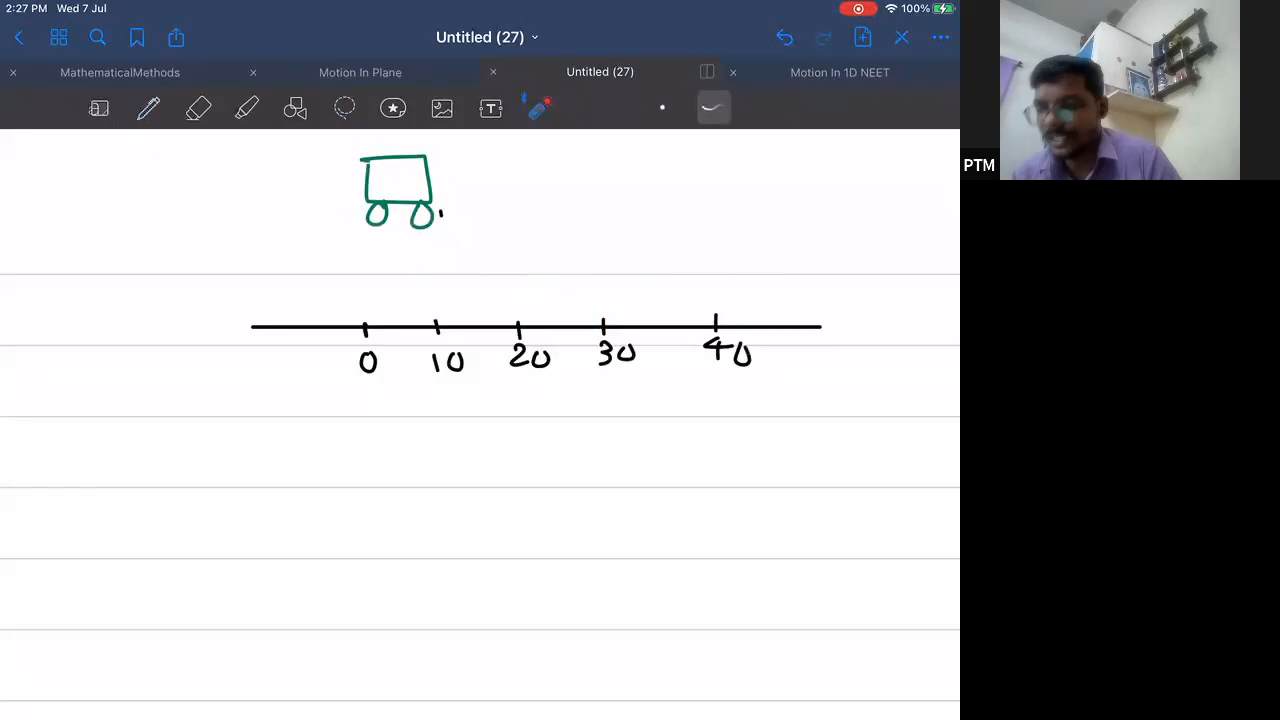 2:27 PM Wed 7 Jul
100%
Untitled (27)
MathematicalMethods
Motion In Plane
Untitled (27)
Motion In 1D NEET
T
PTM
0 10 20 30 40